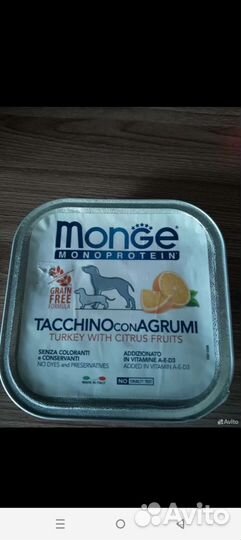 MONGE
MONOPROTEIN
GRAIN
FREE
FORMULA
TACCHINO CON AGRUMI
TURKEY WITH CITRUS FRUITS
SENZA COLORANTI
e CONSERVANTI
NO DYES and PRESERVATIVES
ADDIZIONATO
IN VITAMINE A-E-D3
ADDED IN VITAMIN A-E-D3
MADE IN ITALY
NO CRUELTY TEST
Avito
Avito